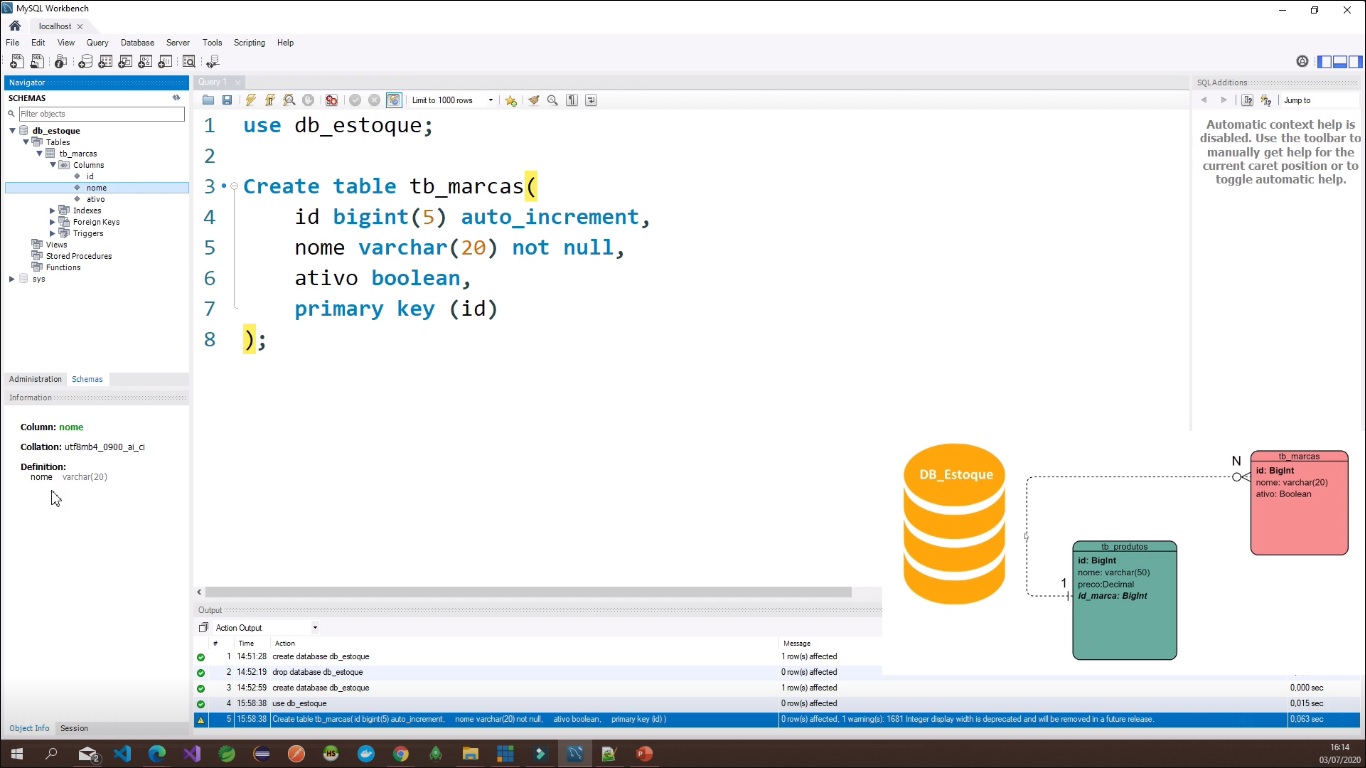 MySQL Workbench
localhost
File Edit View Query Database Server Tools Scripting Help
Navigator
SCHEMAS
Filter objects
db_estoque
Tables
tb_marcas
Columns
id
nome
ativo
Indexes
Foreign Keys
Triggers
Views
Stored Procedures
Functions
sys
Administration Schemas
Information
Column: nome
Collation: utf8mb4_0900_ai_ci
Definition:
nome varchar(20)
Object Info Session
Query 1
Limit to 1000 rows
1 use db_estoque;
2
3 Create table tb_marcas(
4 id bigint(5) auto_increment,
5 nome varchar(20) not null,
6 ativo boolean,
7 primary key (id)
8 );
SQLAdditions
Jump to
Automatic context help is
disabled. Use the toolbar to
manually get help for the
current caret position or to
toggle automatic help.
DB_Estoque
N
1
tb_marcas
id: BigInt
nome: varchar(20)
ativo: Boolean
tb_produtos
id: BigInt
nome: varchar(50)
preco:Decimal
id_marca: BigInt
Output
Action Output
# Time Action Message
1 14:51:28 create database db_estoque 1 row(s) affected
2 14:52:19 drop database db_estoque 0 row(s) affected
3 14:52:59 create database db_estoque 1 row(s) affected 0,000 sec
4 15:58:38 use db_estoque 0 row(s) affected 0,015 sec
5 15:58:38 Create table tb_marcas( id bigint(5) auto_increment, nome varchar(20) not null, ativo boolean, primary key (id) ) 0 row(s) affected, 1 warning(s): 1681 Integer display width is deprecated and will be removed in a future release. 0,063 sec
16:14
03/07/2020